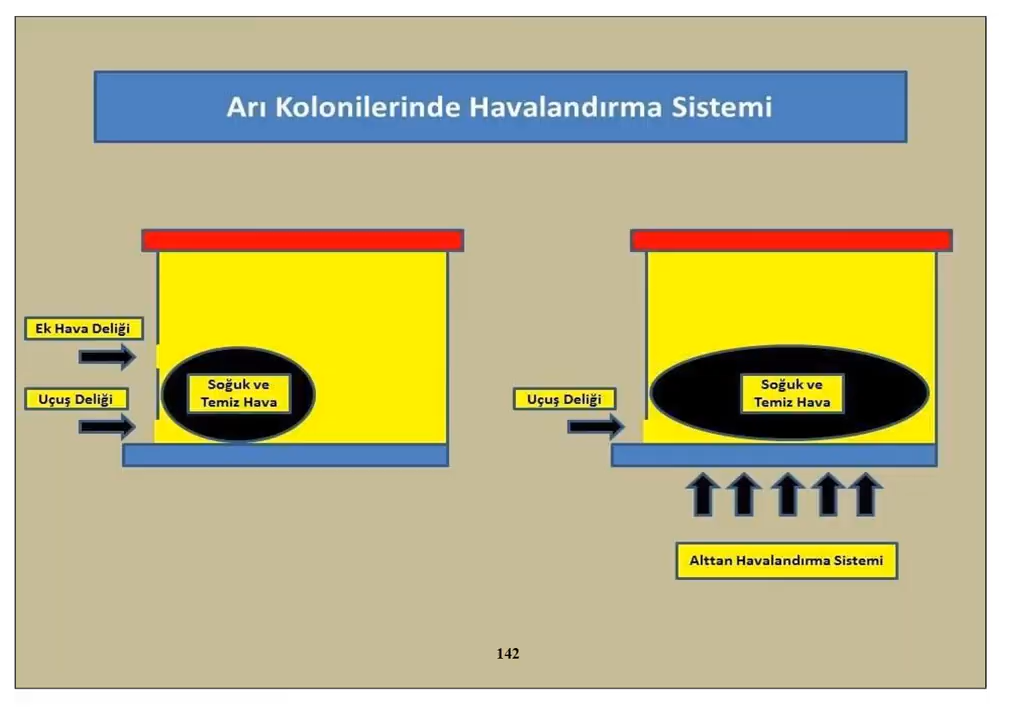 Arı Kolonilerinde Havalandırma Sistemi
Ek Hava Deliği
Uçuş Deliği
Soğuk ve
Temiz Hava
Uçuş Deliği
Soğuk ve
Temiz Hava
Alttan Havalandırma Sistemi
142